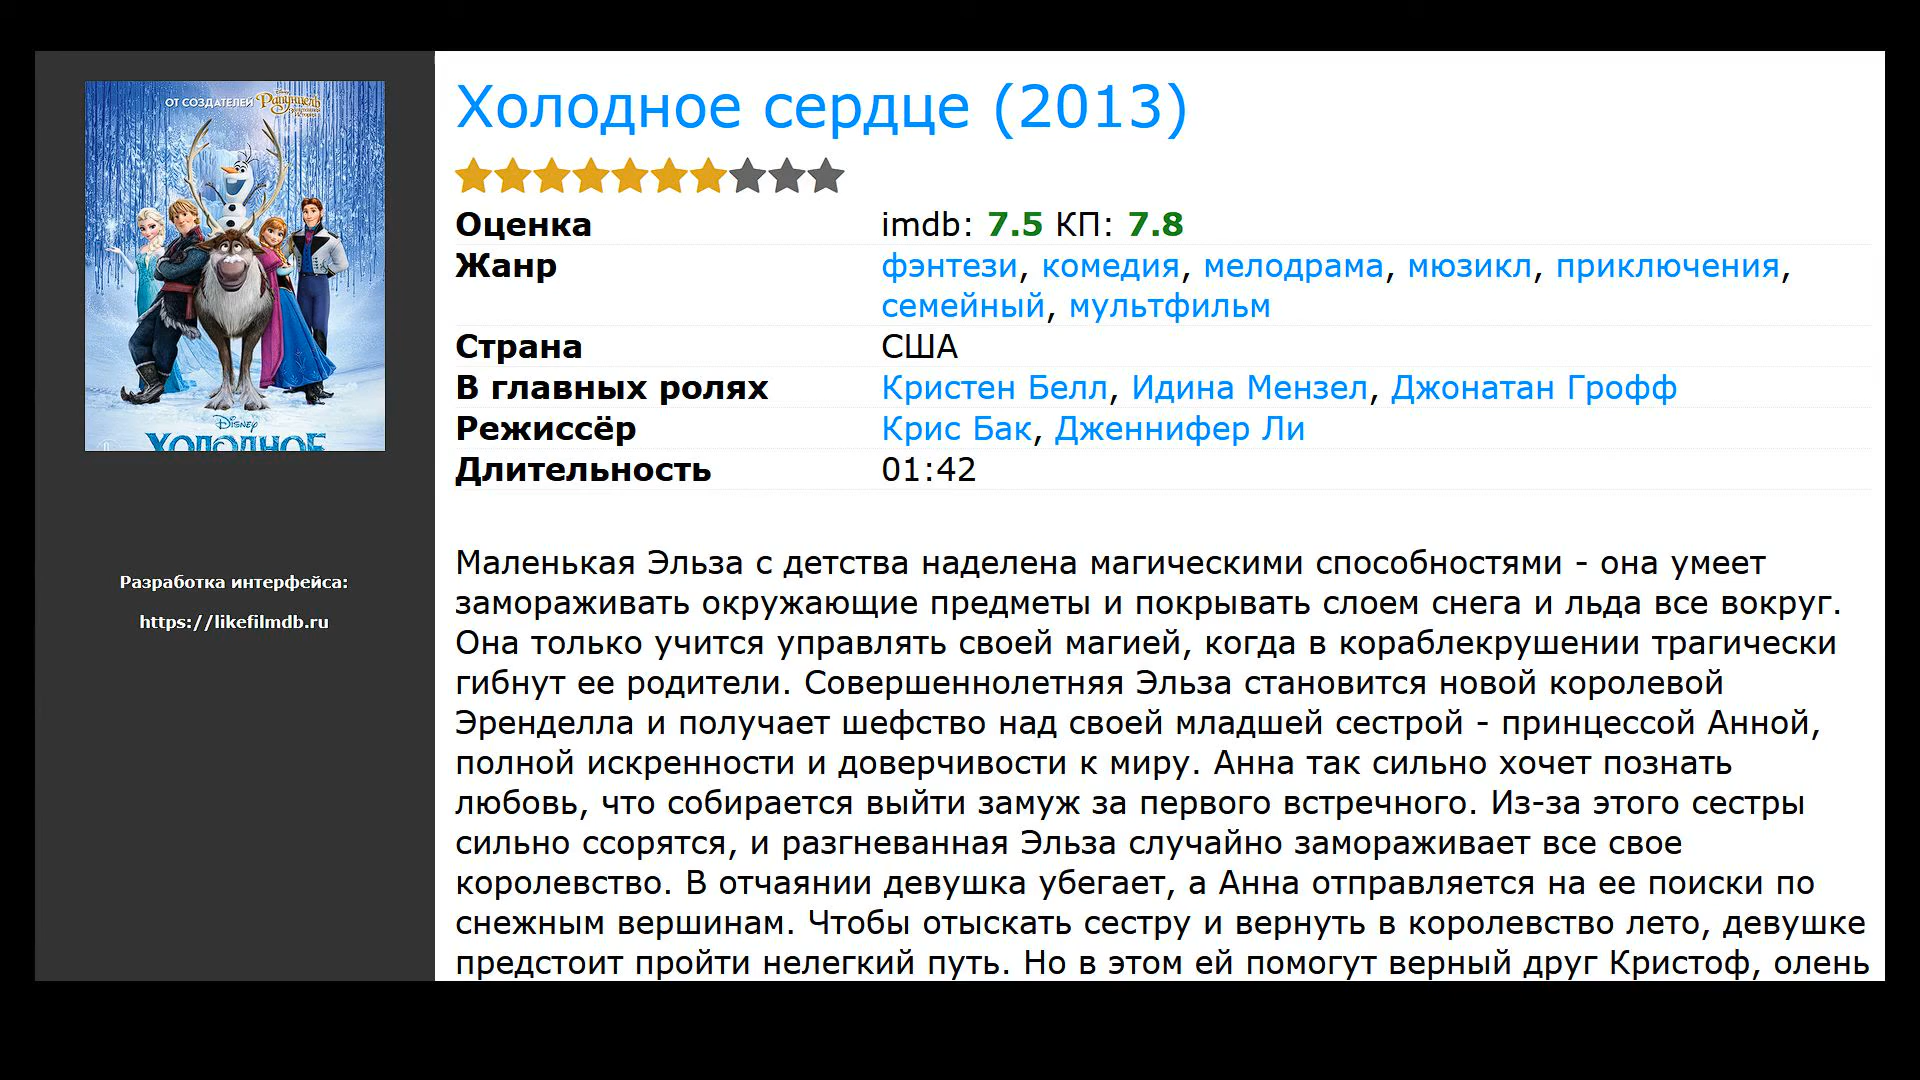 ОТ СОЗДАТЕЛЕЙ Рапунцель
Disney
ХОЛОДНОЕ
Разработка интерфейса:
https://likefilmdb.ru
Холодное сердце (2013)
Оценка imdb: 7.5 КП: 7.8
Жанр фэнтези, комедия, мелодрама, мюзикл, приключения,
семейный, мультфильм
Страна США
В главных ролях Кристен Белл, Идина Мензел, Джонатан Грофф
Режиссёр Крис Бак, Дженнифер Ли
Длительность 01:42
Маленькая Эльза с детства наделена магическими способностями - она умеет
замораживать окружающие предметы и покрывать слоем снега и льда все вокруг.
Она только учится управлять своей магией, когда в кораблекрушении трагически
гибнут ее родители. Совершеннолетняя Эльза становится новой королевой
Эренделла и получает шефство над своей младшей сестрой - принцессой Анной,
полной искренности и доверчивости к миру. Анна так сильно хочет познать
любовь, что собирается выйти замуж за первого встречного. Из-за этого сестры
сильно ссорятся, и разгневанная Эльза случайно замораживает все свое
королевство. В отчаянии девушка убегает, а Анна отправляется на ее поиски по
снежным вершинам. Чтобы отыскать сестру и вернуть в королевство лето, девушке
предстоит пройти нелегкий путь. Но в этом ей помогут верный друг Кристоф, олень